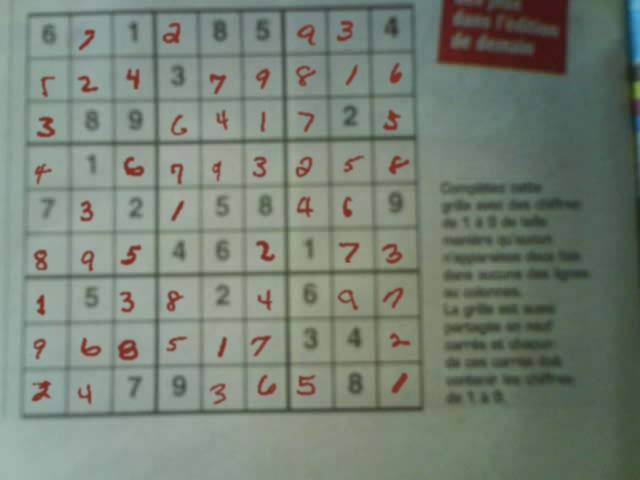 dans l'édition
de demain
6 7 1 2 8 5 9 3 4
5 2 4 3 7 9 8 1 6
3 8 9 6 4 1 7 2 5
4 1 6 7 9 3 2 5 8
7 3 2 1 5 8 4 6 9
8 9 5 4 6 2 1 7 3
1 5 3 8 2 4 6 9 7
9 6 8 5 1 7 3 4 2
2 4 7 9 3 6 5 8 1
Complétez cette
grille avec des chiffres
de 1 à 9 de telle
manière qu'aucun
n'apparaisse deux fois
dans aucune des lignes
ou colonnes.
La grille est aussi
partagée en neuf
carrés et chacun
de ces carrés doit
contenir les chiffres
de 1 à 9.